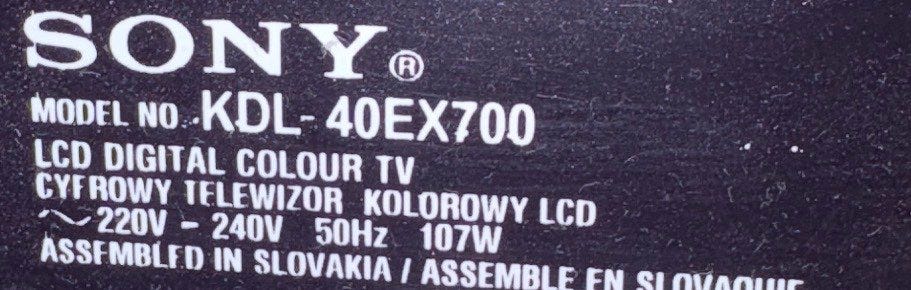 SONY®
MODEL NO. KDL-40EX700
LCD DIGITAL COLOUR TV
CYFROWY TELEWIZOR KOLOROWY LCD
~ 220V - 240V 50Hz 107W
ASSEMBLED IN SLOVAKIA / ASSEMBLE EN SLOVAQUIE